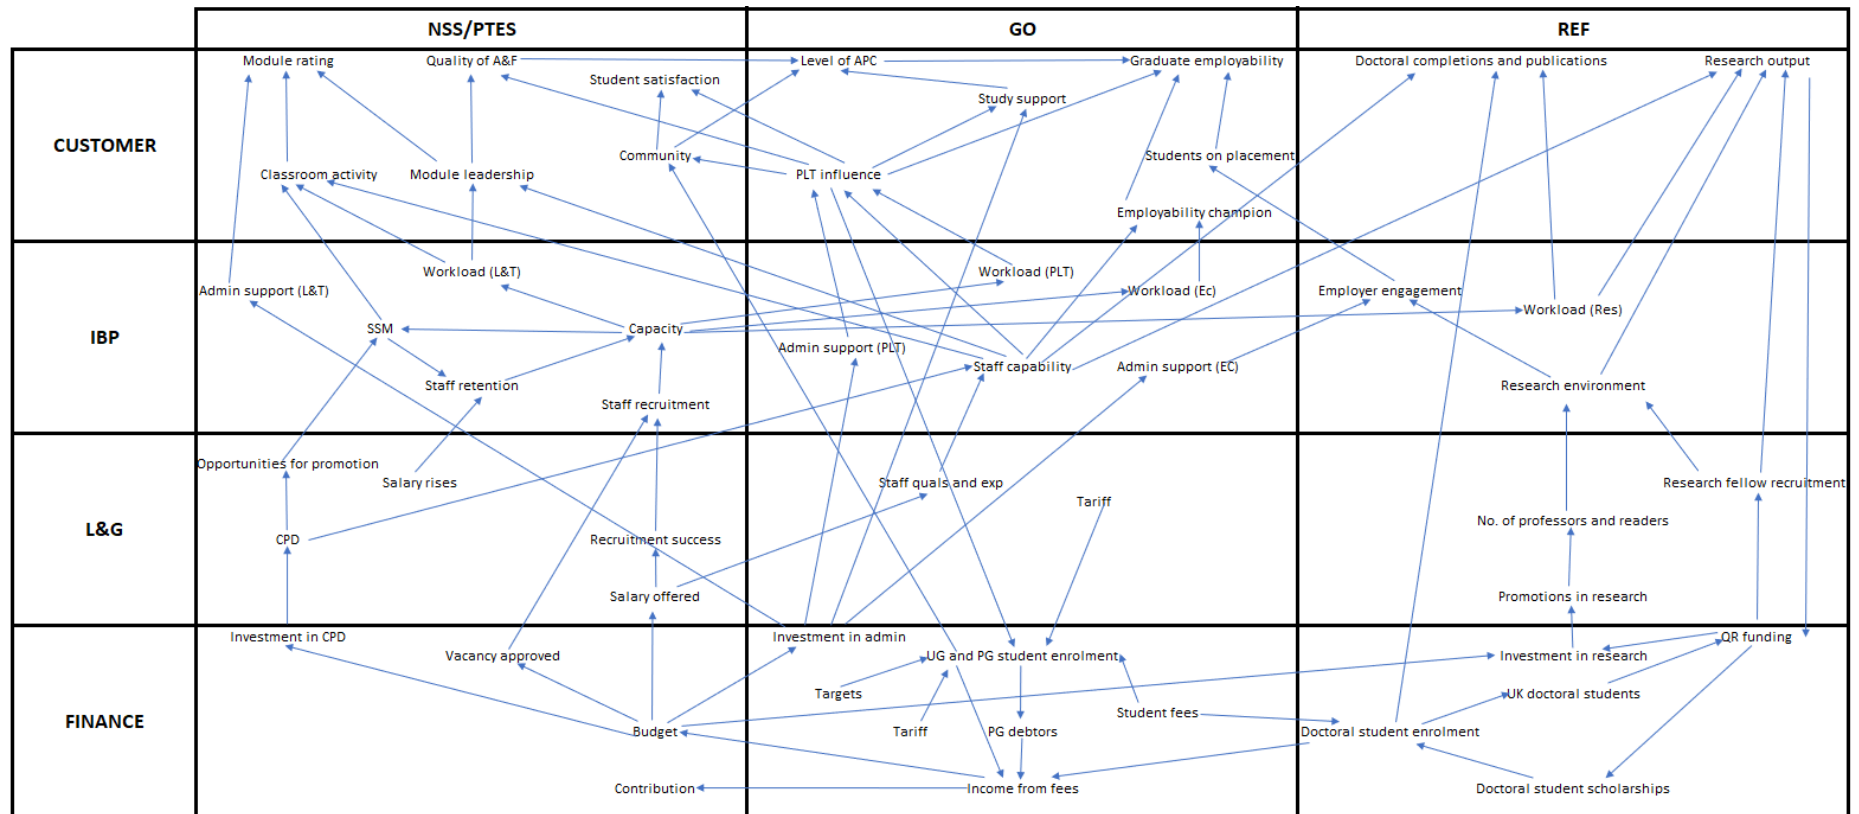 NSS/PTES
GO
REF
CUSTOMER
Module rating
Quality of A&F
Student satisfaction
Community
Classroom activity
Module leadership
Level of APC
Graduate employability
Study support
Students on placement
PLT influence
Employability champion
Doctoral completions and publications
Research output
IBP
Workload (L&T)
Admin support (L&T)
SSM
Capacity
Staff retention
Staff recruitment
Workload (PLT)
Workload (Ec)
Admin support (PLT)
Staff capability
Admin support (EC)
Employer engagement
Workload (Res)
Research environment
L&G
Opportunities for promotion
Salary rises
CPD
Recruitment success
Salary offered
Staff quals and exp
Tariff
Research fellow recruitment
No. of professors and readers
Promotions in research
FINANCE
Investment in CPD
Vacancy approved
Budget
Contribution
Investment in admin
UG and PG student enrolment
Targets
Student fees
Tariff
PG debtors
Income from fees
QR funding
Investment in research
UK doctoral students
Doctoral student enrolment
Doctoral student scholarships